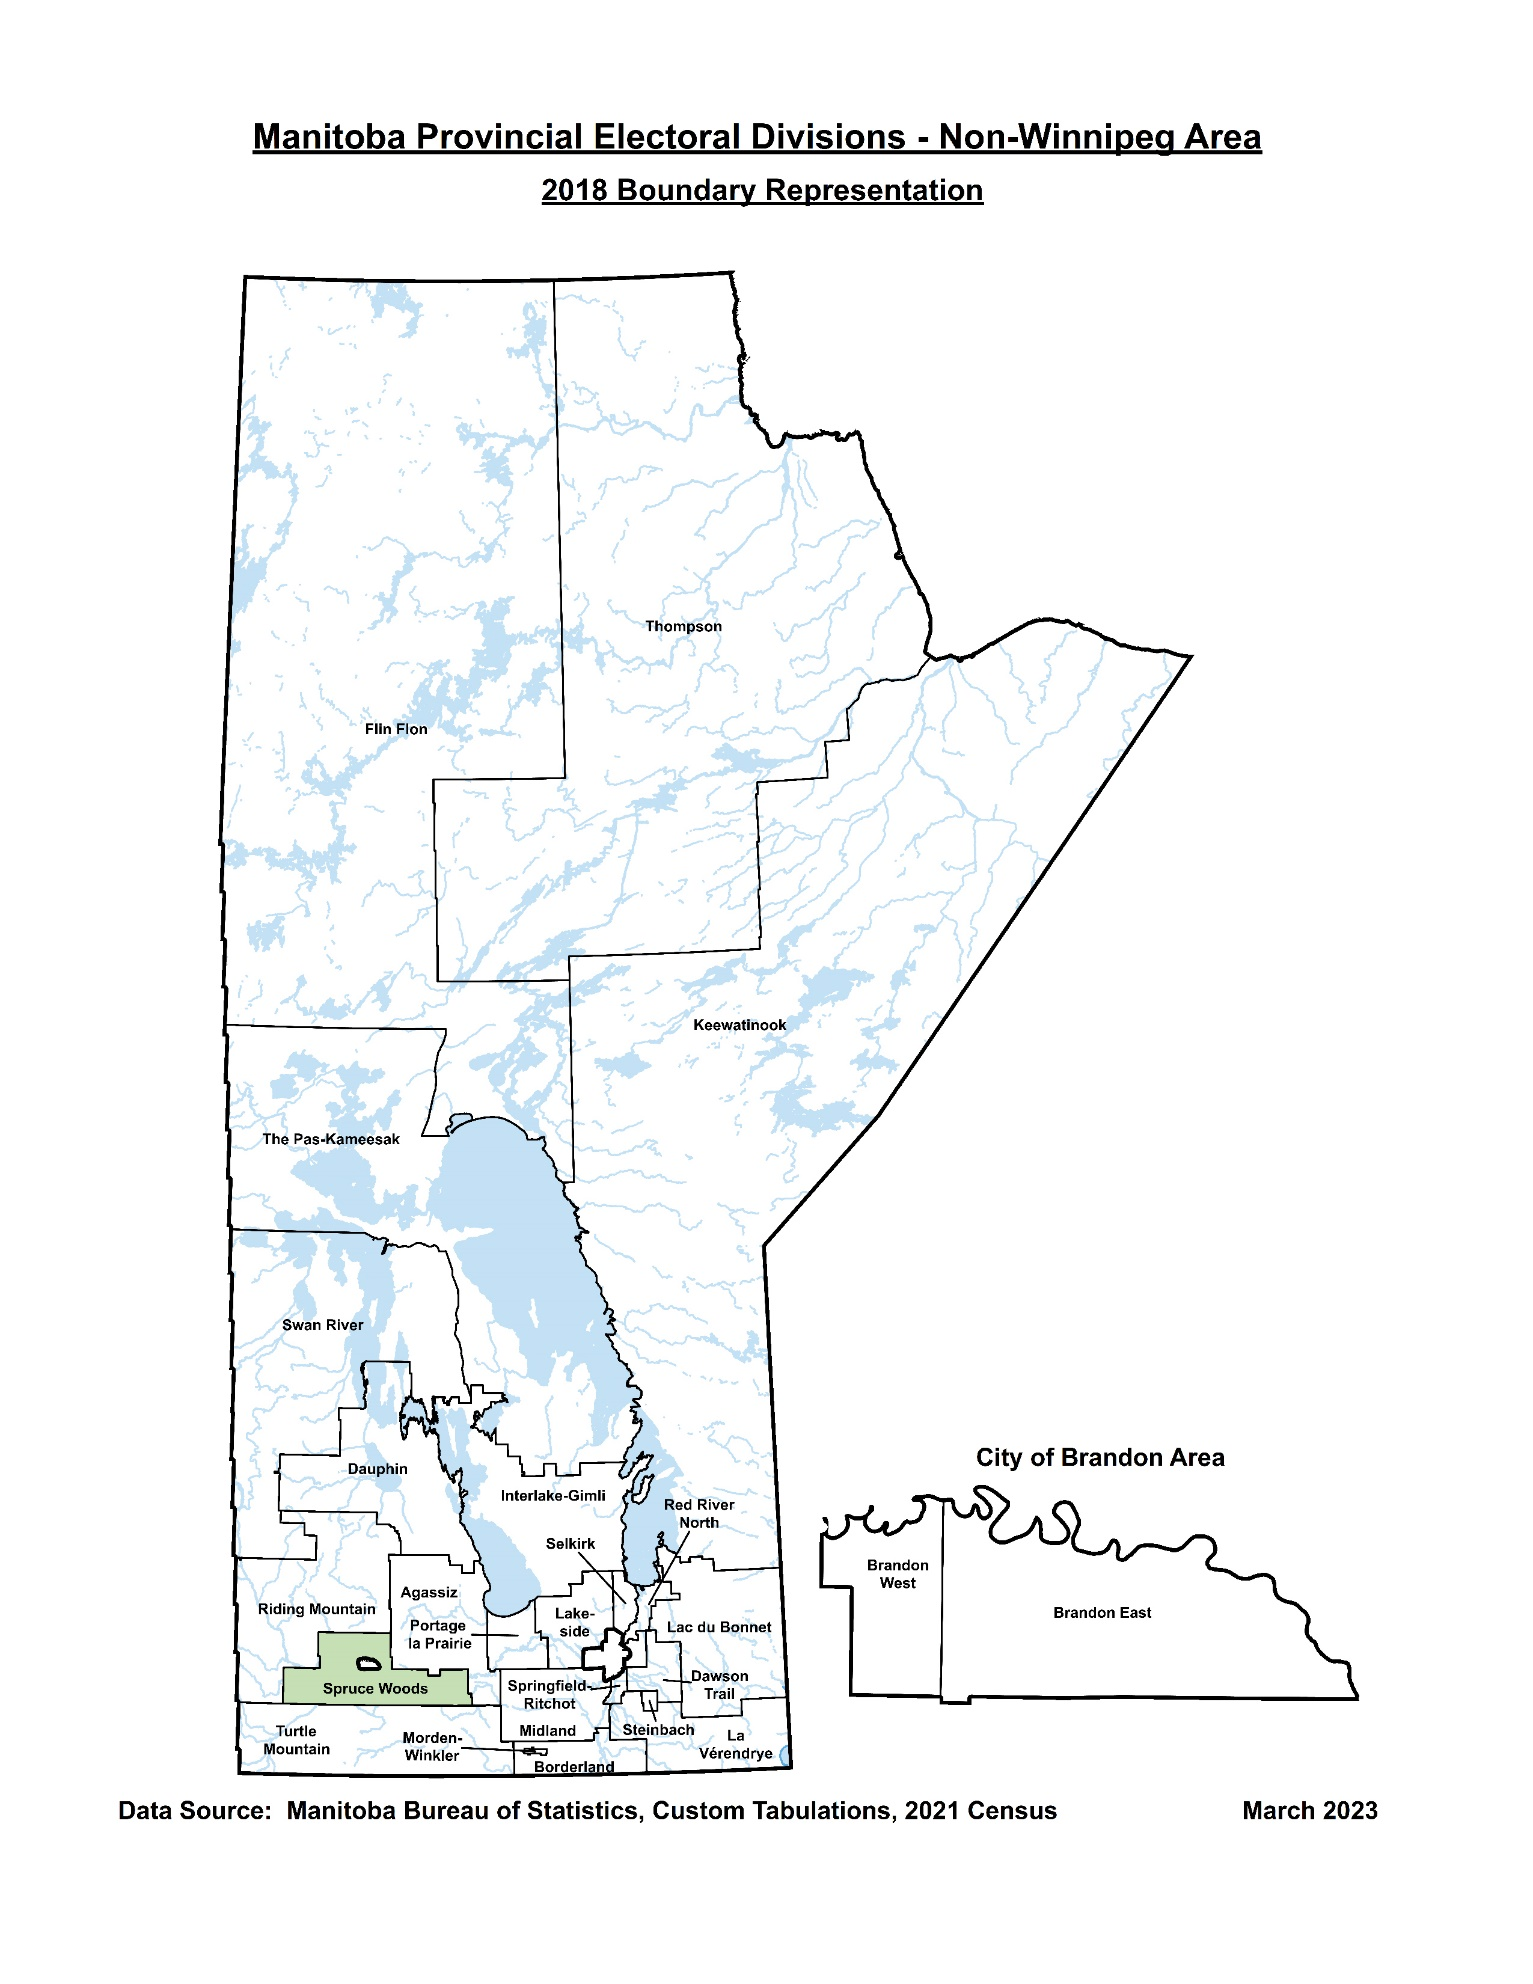 Manitoba Provincial Electoral Divisions - Non-Winnipeg Area
2018 Boundary Representation
Thompson
Flin Flon
Keewatinook
The Pas-Kameesak
Swan River
City of Brandon Area
Dauphin
Interlake-Gimli
Red River
North
Selkirk
Brandon
West
Brandon East
Agassiz
Riding Mountain
Portage
la Prairie
Lake-
side
Lac du Bonnet
Spruce Woods
Springfield-
Ritchot
Dawson
Trail
Turtle
Mountain
Morden-
Winkler
Midland
Steinbach
La
Vérendrye
Borderland
Data Source: Manitoba Bureau of Statistics, Custom Tabulations, 2021 Census
March 2023